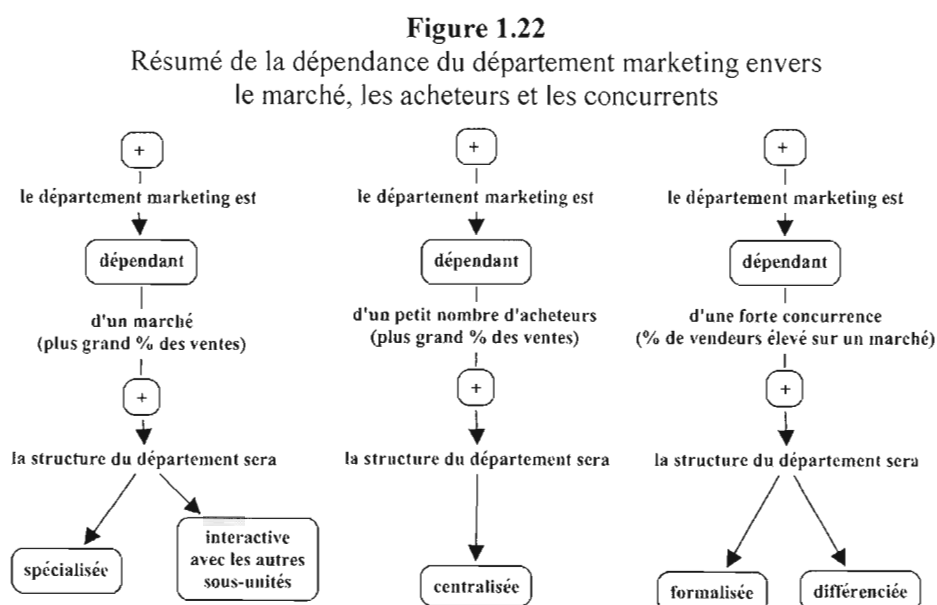 Figure 1.22
Résumé de la dépendance du département marketing envers
le marché, les acheteurs et les concurrents
+
le département marketing est
dépendant
d'un marché
(plus grand % des ventes)
+
la structure du département sera
spécialisée
interactive
avec les autres
sous-unités
+
le département marketing est
dépendant
d'un petit nombre d'acheteurs
(plus grand % des ventes)
+
la structure du département sera
centralisée
+
le département marketing est
dépendant
d'une forte concurrence
(% de vendeurs élevé sur un marché)
+
la structure du département sera
formalisée
différenciée